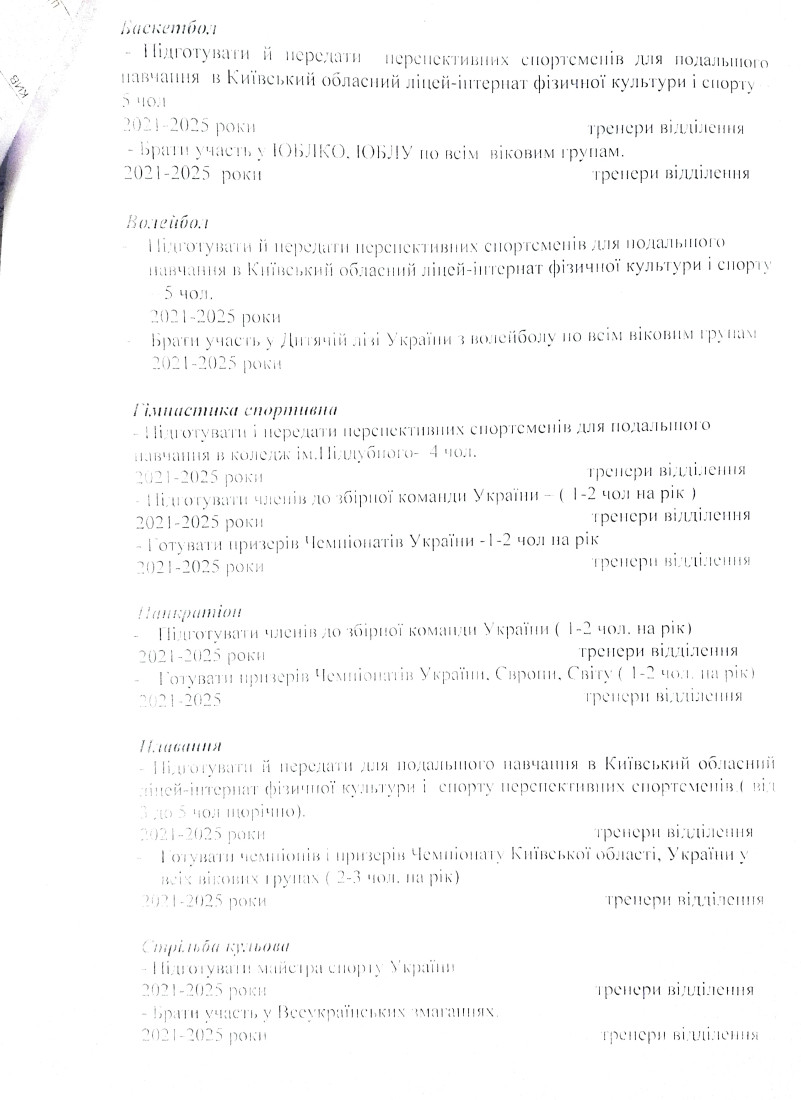 Баскетбол
- Підготувати й передати перспективних спортсменів для подальшого
навчання в Київський обласний ліцей-інтернат фізичної культури і спорту
5 чол
2021-2025 роки тренери відділення
- Брати участь у ЮБЛКО, ЮБЛУ по всім віковим групам.
2021-2025 роки тренери відділення
Волейбол
- Підготувати й передати перспективних спортсменів для подальшого
навчання в Київський обласний ліцей-інтернат фізичної культури і спорту
5 чол.
2021-2025 роки
- Брати участь у Дитячій лізі України з волейболу по всім віковим групам
2021-2025 роки
Гімнастика спортивна
- Підготувати і передати перспективних спортсменів для подальшого
навчання в коледж ім.Піддубного- 4 чол.
2021-2025 роки тренери відділення
- Підготувати членів до збірної команди України – ( 1-2 чол на рік )
2021-2025 роки тренери відділення
- Готувати призерів Чемпіонатів України -1-2 чол на рік
2021-2025 роки тренери відділення
Панкратіон
- Підготувати членів до збірної команди України ( 1-2 чол. на рік)
2021-2025 роки тренери відділення
- Готувати призерів Чемпіонатів України, Європи, Світу ( 1-2 чол. на рік)
2021-2025 тренери відділення
Плавання
- Підготувати й передати для подальшого навчання в Київський обласний
ліцей-інтернат фізичної культури і спорту перспективних спортсменів ( від
3 до 5 чол щорічно).
2021-2025 роки тренери відділення
- Готувати чемпіонів і призерів Чемпіонату Київської області, України у
всіх вікових групах ( 2-3 чол. на рік)
2021-2025 роки тренери відділення
Стрільба кульова
- Підготувати майстра спорту України
2021-2025 роки тренери відділення
- Брати участь у Всеукраїнських змаганнях.
2021-2025 роки тренери відділення